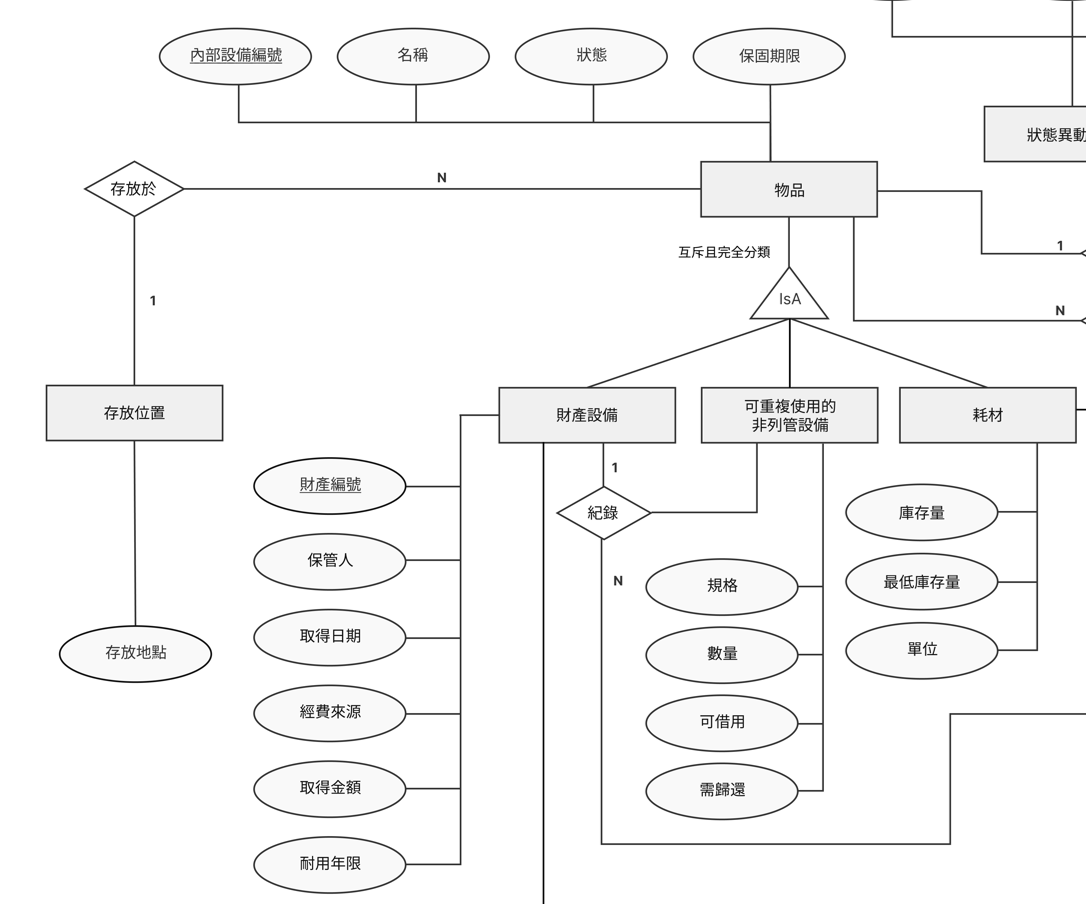 內部設備編號
名稱
狀態
保固期限
狀態異動
存放於
N
物品
互斥且完全分類
1
1
IsA
N
存放位置
財產設備
可重複使用的
非列管設備
耗材
1
財產編號
紀錄
庫存量
保管人
N
規格
最低庫存量
取得日期
數量
單位
存放地點
經費來源
可借用
取得金額
需歸還
耐用年限